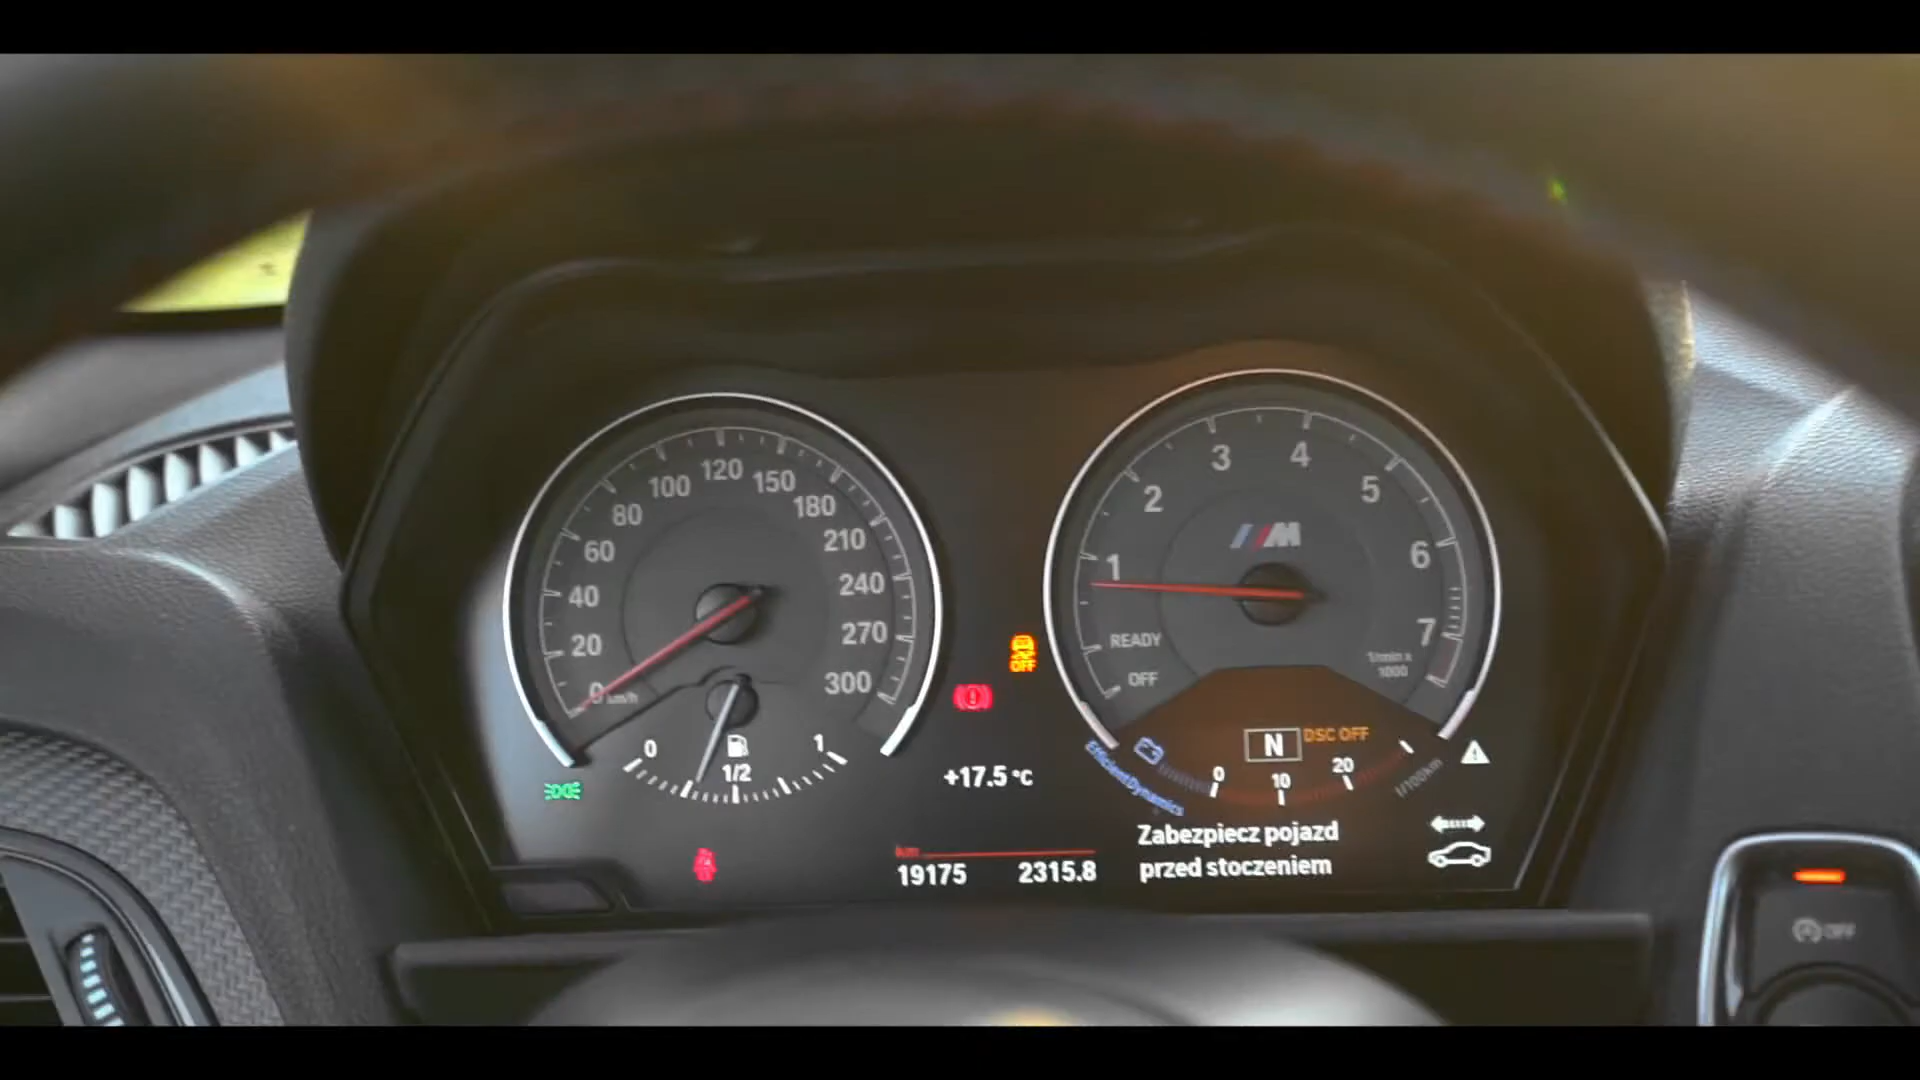 0 km/h
20
40
60
80
100
120
150
180
210
240
270
300
0
1/2
1
OFF
+17.5 °C
km
19175 2315.8
OFF
READY
1
2
3
4
5
6
7
1/min x
1000
M
N DSC OFF
0
10
20
l/100km
EfficientDynamics
Zabezpiecz pojazd
przed stoczeniem
OFF